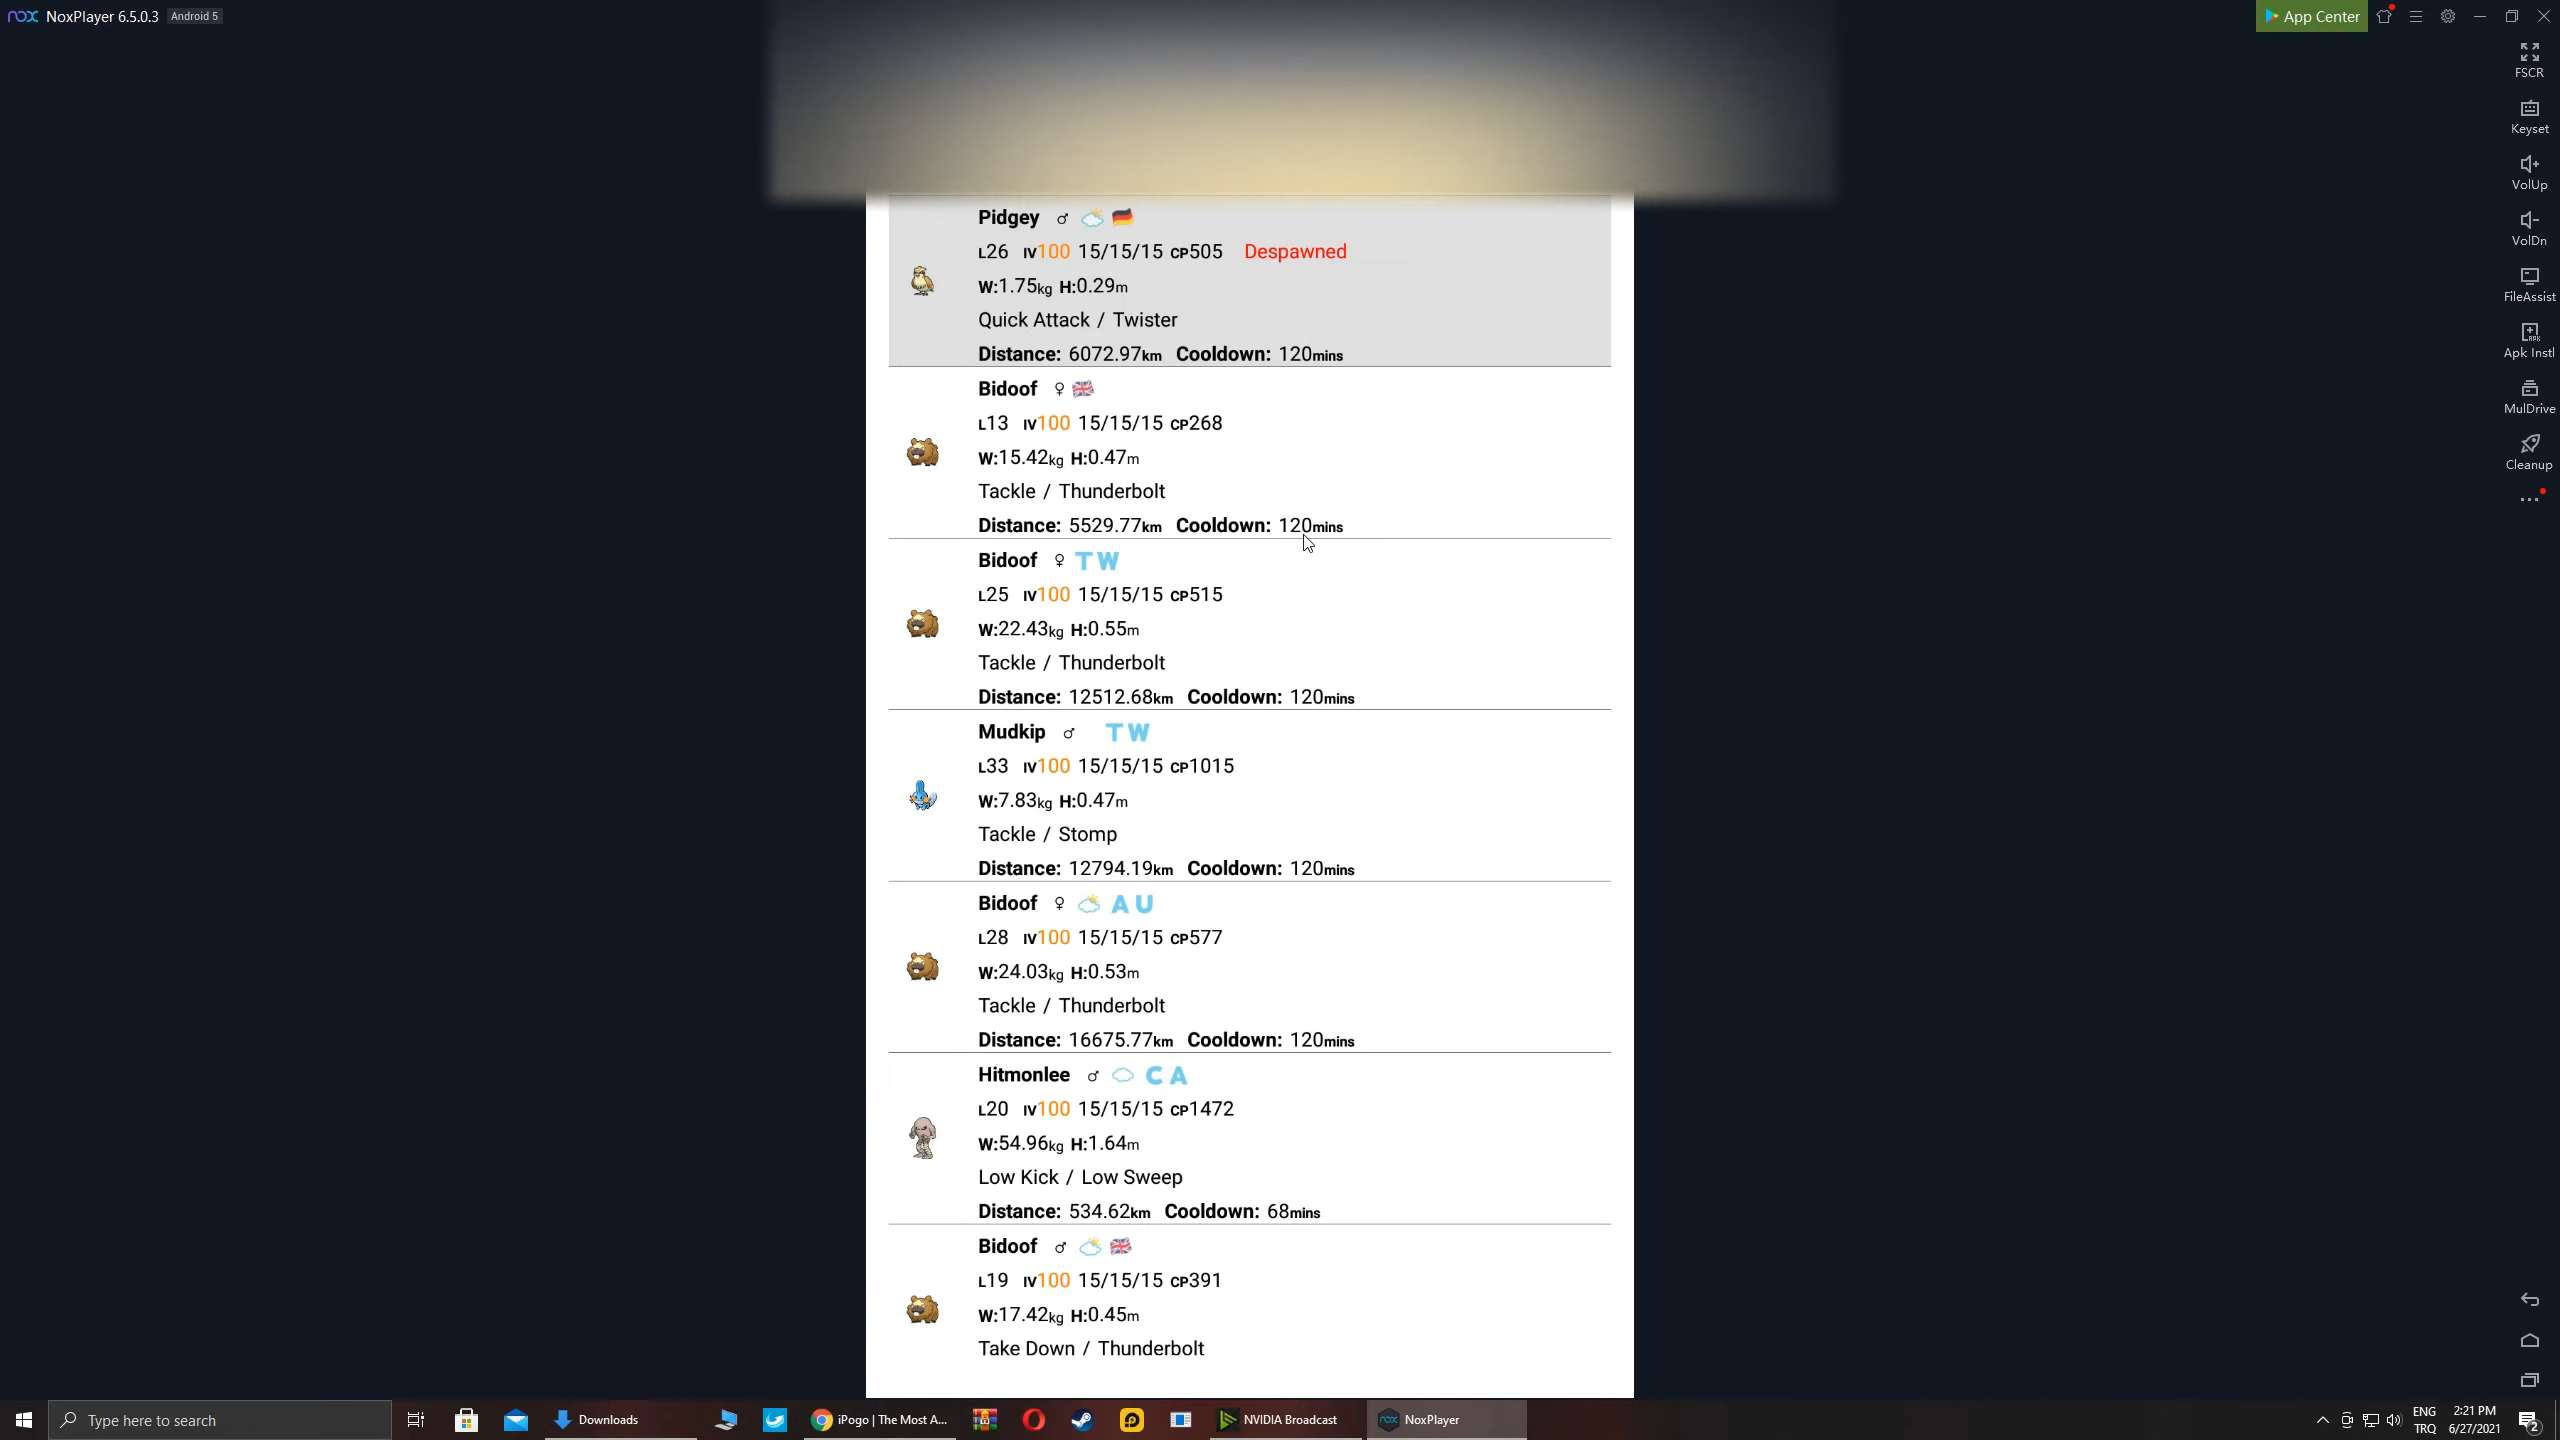 nox NoxPlayer 6.5.0.3 Android 5
App Center
FSCR
Keyset
VolUp
VolDn
FileAssist
Apk Instl
MulDrive
Cleanup
Pidgey ♂ 
L26 IV100 15/15/15 CP505 Despawned
W:1.75kg H:0.29m
Quick Attack / Twister
Distance: 6072.97km Cooldown: 120mins
Bidoof ♀
L13 IV100 15/15/15 CP268
W:15.42kg H:0.47m
Tackle / Thunderbolt
Distance: 5529.77km Cooldown: 120mins
Bidoof ♀ TW
L25 IV100 15/15/15 CP515
W:22.43kg H:0.55m
Tackle / Thunderbolt
Distance: 12512.68km Cooldown: 120mins
Mudkip ♂ TW
L33 IV100 15/15/15 CP1015
W:7.83kg H:0.47m
Tackle / Stomp
Distance: 12794.19km Cooldown: 120mins
Bidoof ♀ AU
L28 IV100 15/15/15 CP577
W:24.03kg H:0.53m
Tackle / Thunderbolt
Distance: 16675.77km Cooldown: 120mins
Hitmonlee ♂ CA
L20 IV100 15/15/15 CP1472
W:54.96kg H:1.64m
Low Kick / Low Sweep
Distance: 534.62km Cooldown: 68mins
Bidoof ♂
L19 IV100 15/15/15 CP391
W:17.42kg H:0.45m
Take Down / Thunderbolt
Type here to search
Downloads
iPogo | The Most A...
NVIDIA Broadcast
nox NoxPlayer
ENG
TRQ
2:21 PM
6/27/2021
2